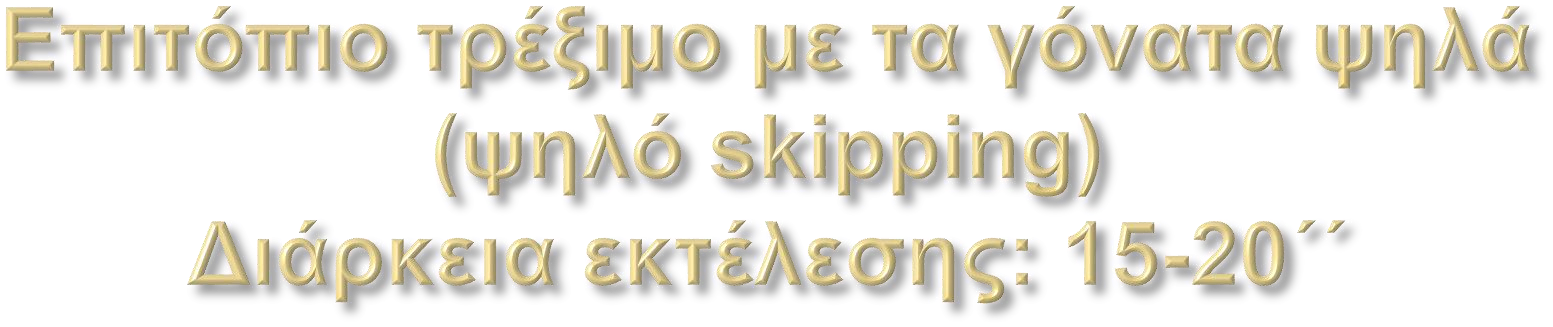 Επιτόπιο τρέξιμο με τα γόνατα ψηλά
(ψηλό skipping)
Διάρκεια εκτέλεσης: 15-20΄΄